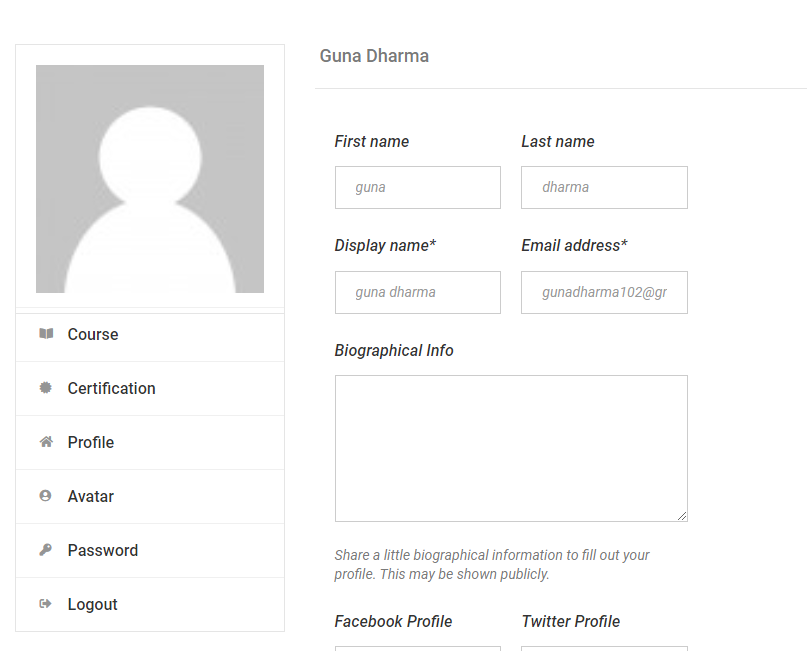 Guna Dharma
First name
Last name
guna
dharma
Display name*
Email address*
guna dharma
gunadharma102@gr
Biographical Info
Share a little biographical information to fill out your
profile. This may be shown publicly.
Facebook Profile
Twitter Profile
Course
Certification
Profile
Avatar
Password
Logout